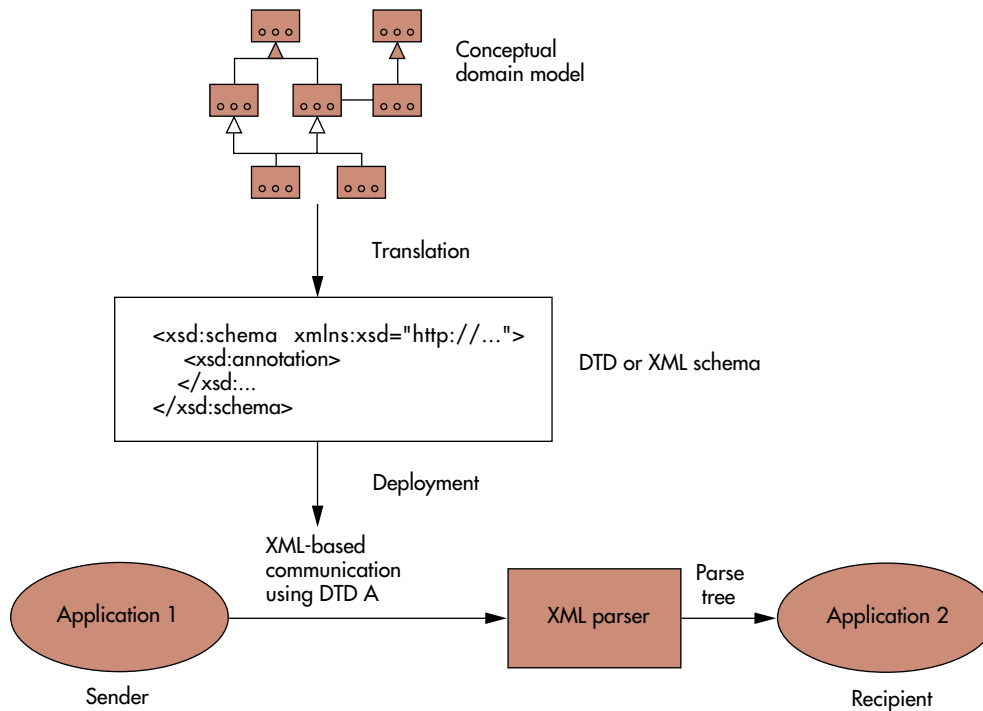 Conceptual
domain model
Translation
<xsd:schema xmlns:xsd="http://...">
<xsd:annotation>
</xsd:...
</xsd:schema>
DTD or XML schema
Deployment
XML-based
communication
using DTD A
Application 1
Sender
XML parser
Parse
tree
Application 2
Recipient